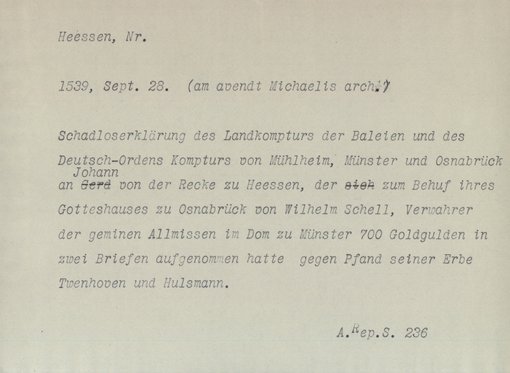 Heessen, Nr.
1539, Sept. 28. (am avendt Michaelis arch.)
Schadloserklärung des Landkompturs der Baleien und des
Deutsch-Ordens Kompturs von Mühlheim, Münster und Osnabrück
Johann
an Gerd von der Recke zu Heessen, der sich zum Behuf ihres
Gotteshauses zu Osnabrück von Wilhelm Schell, Verwahrer
der geminen Allmissen im Dom zu Münster 700 Goldgulden in
zwei Briefen aufgenommen hatte gegen Pfand seiner Erbe
Twenhoven und Hulsmann.
A.Rep.S. 236